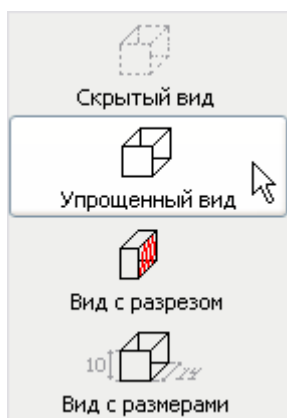 Скрытый вид
Упрощенный вид
Вид с разрезом
10
Вид с размерами